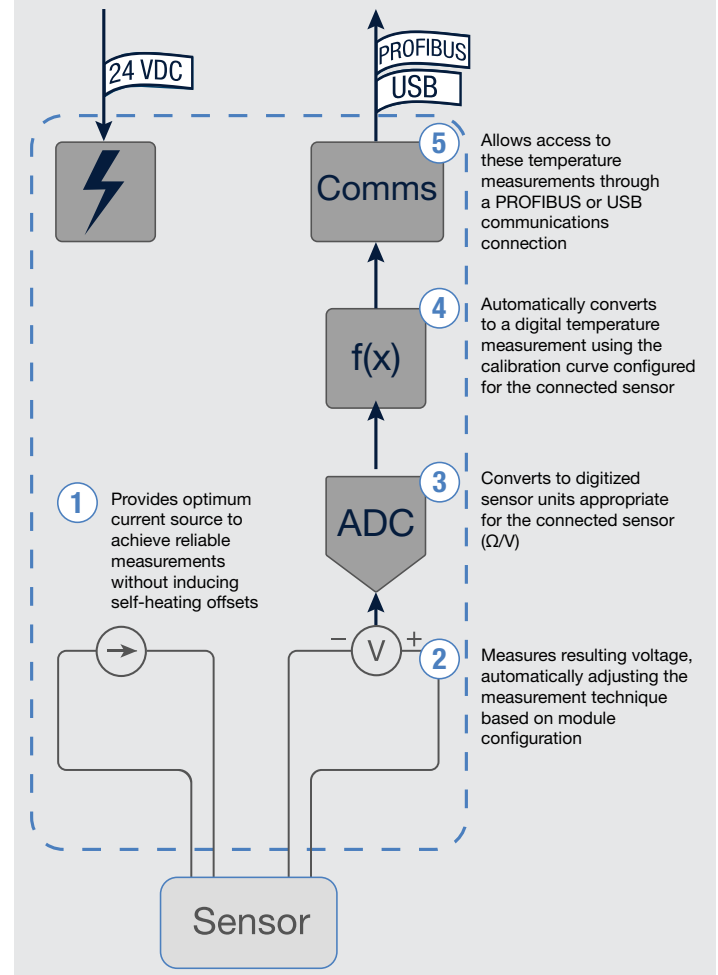 24 VDC
PROFIBUS
USB
5
Comms
Allows access to
these temperature
measurements through
a PROFIBUS or USB
communications
connection
4
f(x)
Automatically converts
to a digital temperature
measurement using the
calibration curve configured
for the connected sensor
1
Provides optimum
current source to
achieve reliable
measurements
without inducing
self-heating offsets
3
ADC
Converts to digitized
sensor units appropriate
for the connected sensor
(Ω/V)
− V +
2
Measures resulting voltage,
automatically adjusting the
measurement technique
based on module
configuration
Sensor